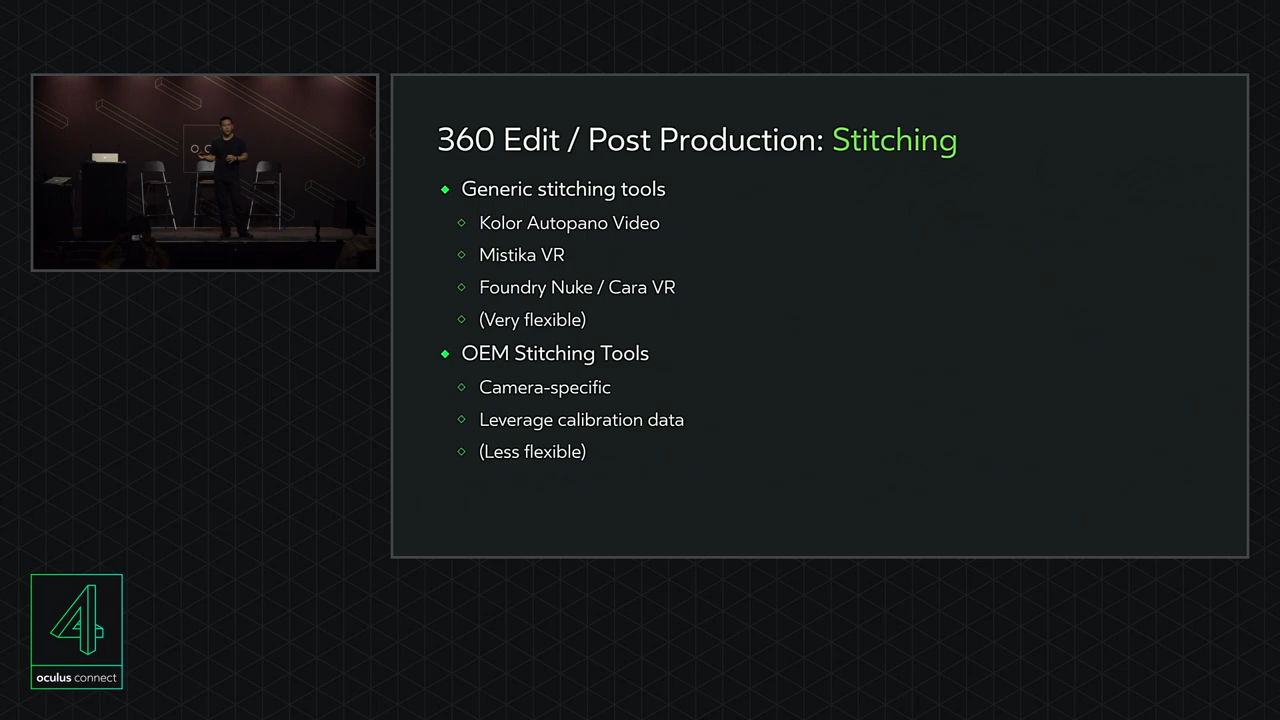 360 Edit / Post Production: Stitching
Generic stitching tools
Kolor Autopano Video
Mistika VR
Foundry Nuke / Cara VR
(Very flexible)
OEM Stitching Tools
Camera-specific
Leverage calibration data
(Less flexible)
4
oculus connect